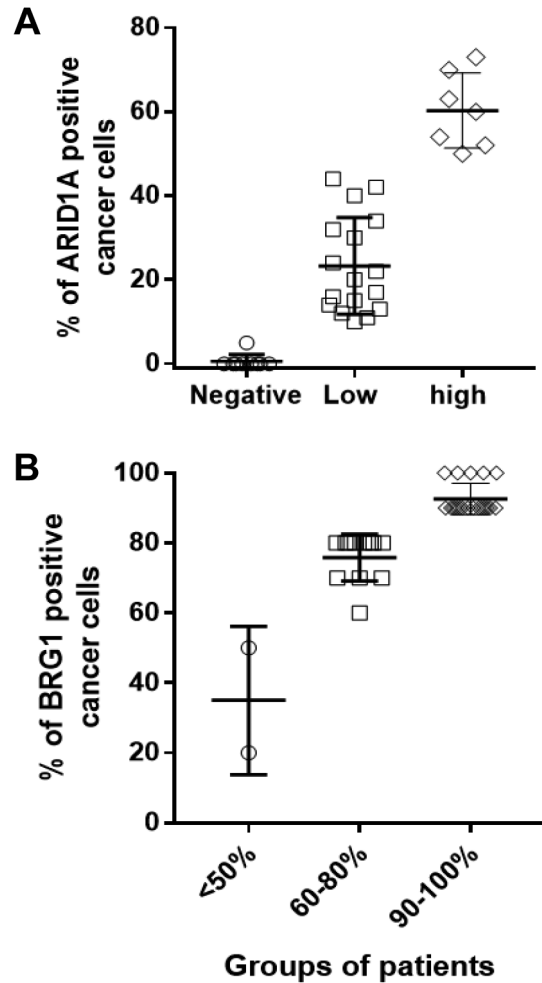 A
% of ARID1A positive
cancer cells
80
60
40
20
0
Negative Low high
B
% of BRG1 positive
cancer cells
100
80
60
40
20
0
<50% 60-80% 90-100%
Groups of patients